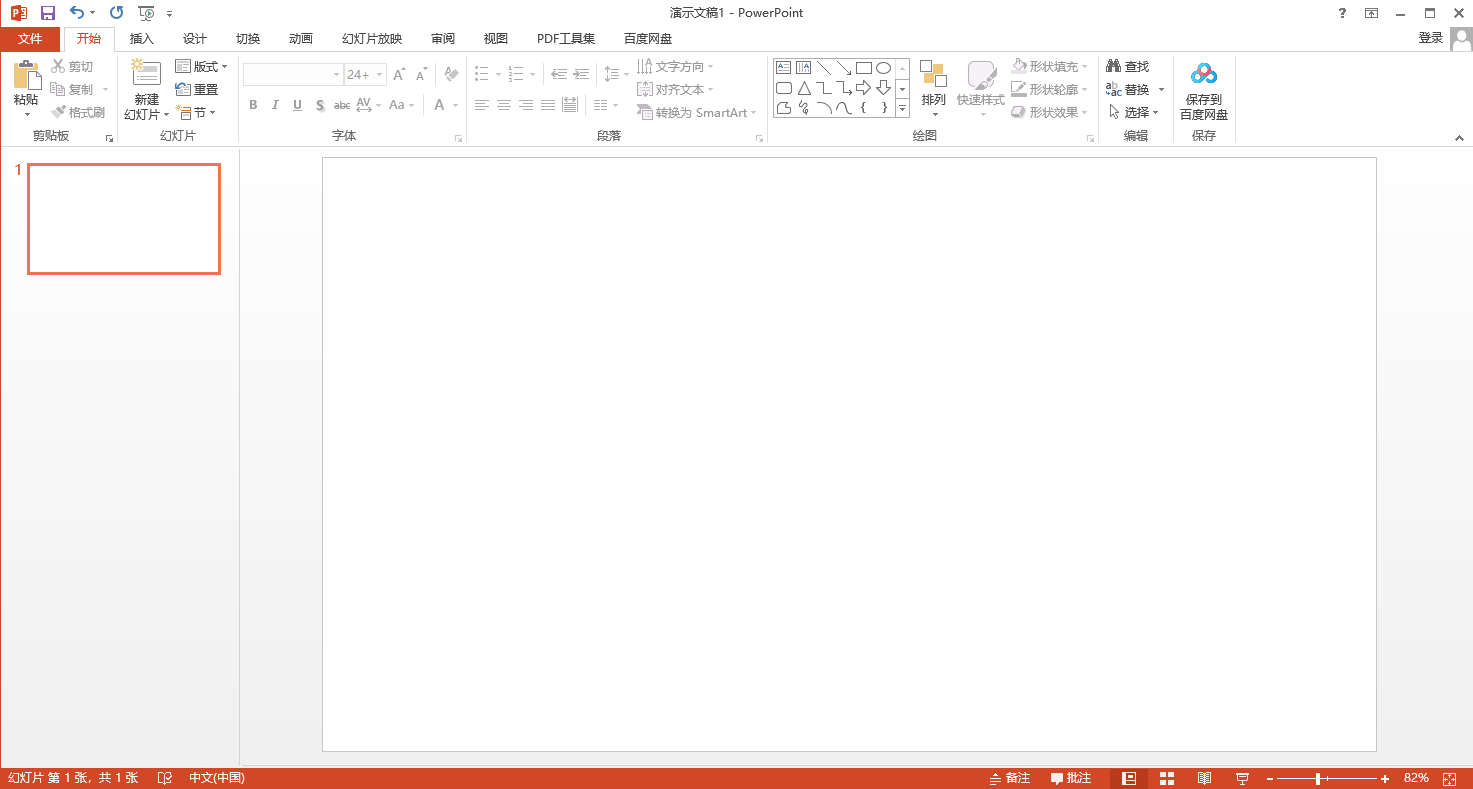 演示文稿1 - PowerPoint
?
文件 开始 插入 设计 切换 动画 幻灯片放映 审阅 视图 PDF工具集 百度网盘 登录
粘贴
剪切
复制
格式刷
剪贴板
新建
幻灯片
版式
重置
节
幻灯片
24+
A A
B I U S abc AV Aa A
字体
文字方向
对齐文本
转换为 SmartArt
段落
排列
快速样式
形状填充
形状轮廓
形状效果
绘图
查找
替换
选择
编辑
保存到
百度网盘
保存
1
幻灯片 第 1 张，共 1 张 中文(中国) 备注 批注 82%